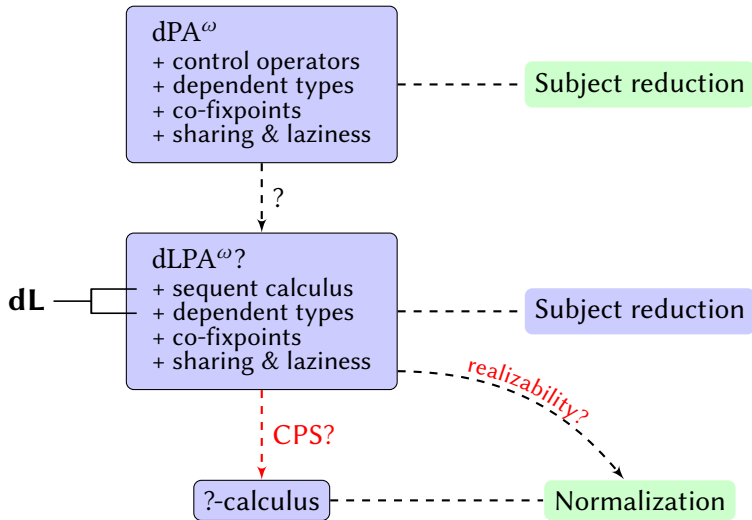 dPA^ω
+ control operators
+ dependent types
+ co-fixpoints
+ sharing & laziness
Subject reduction
?
dLPA^ω?
+ sequent calculus
+ dependent types
+ co-fixpoints
+ sharing & laziness
dL
Subject reduction
realizability?
CPS?
?-calculus
Normalization